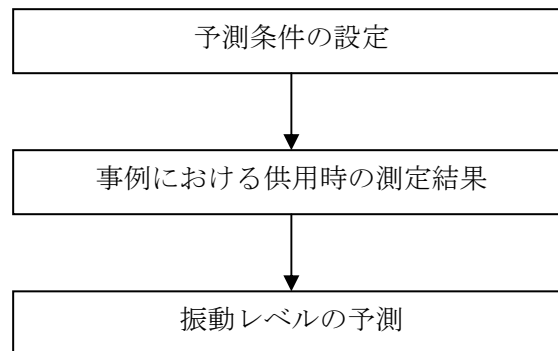 予測条件の設定
事例における供用時の測定結果
振動レベルの予測